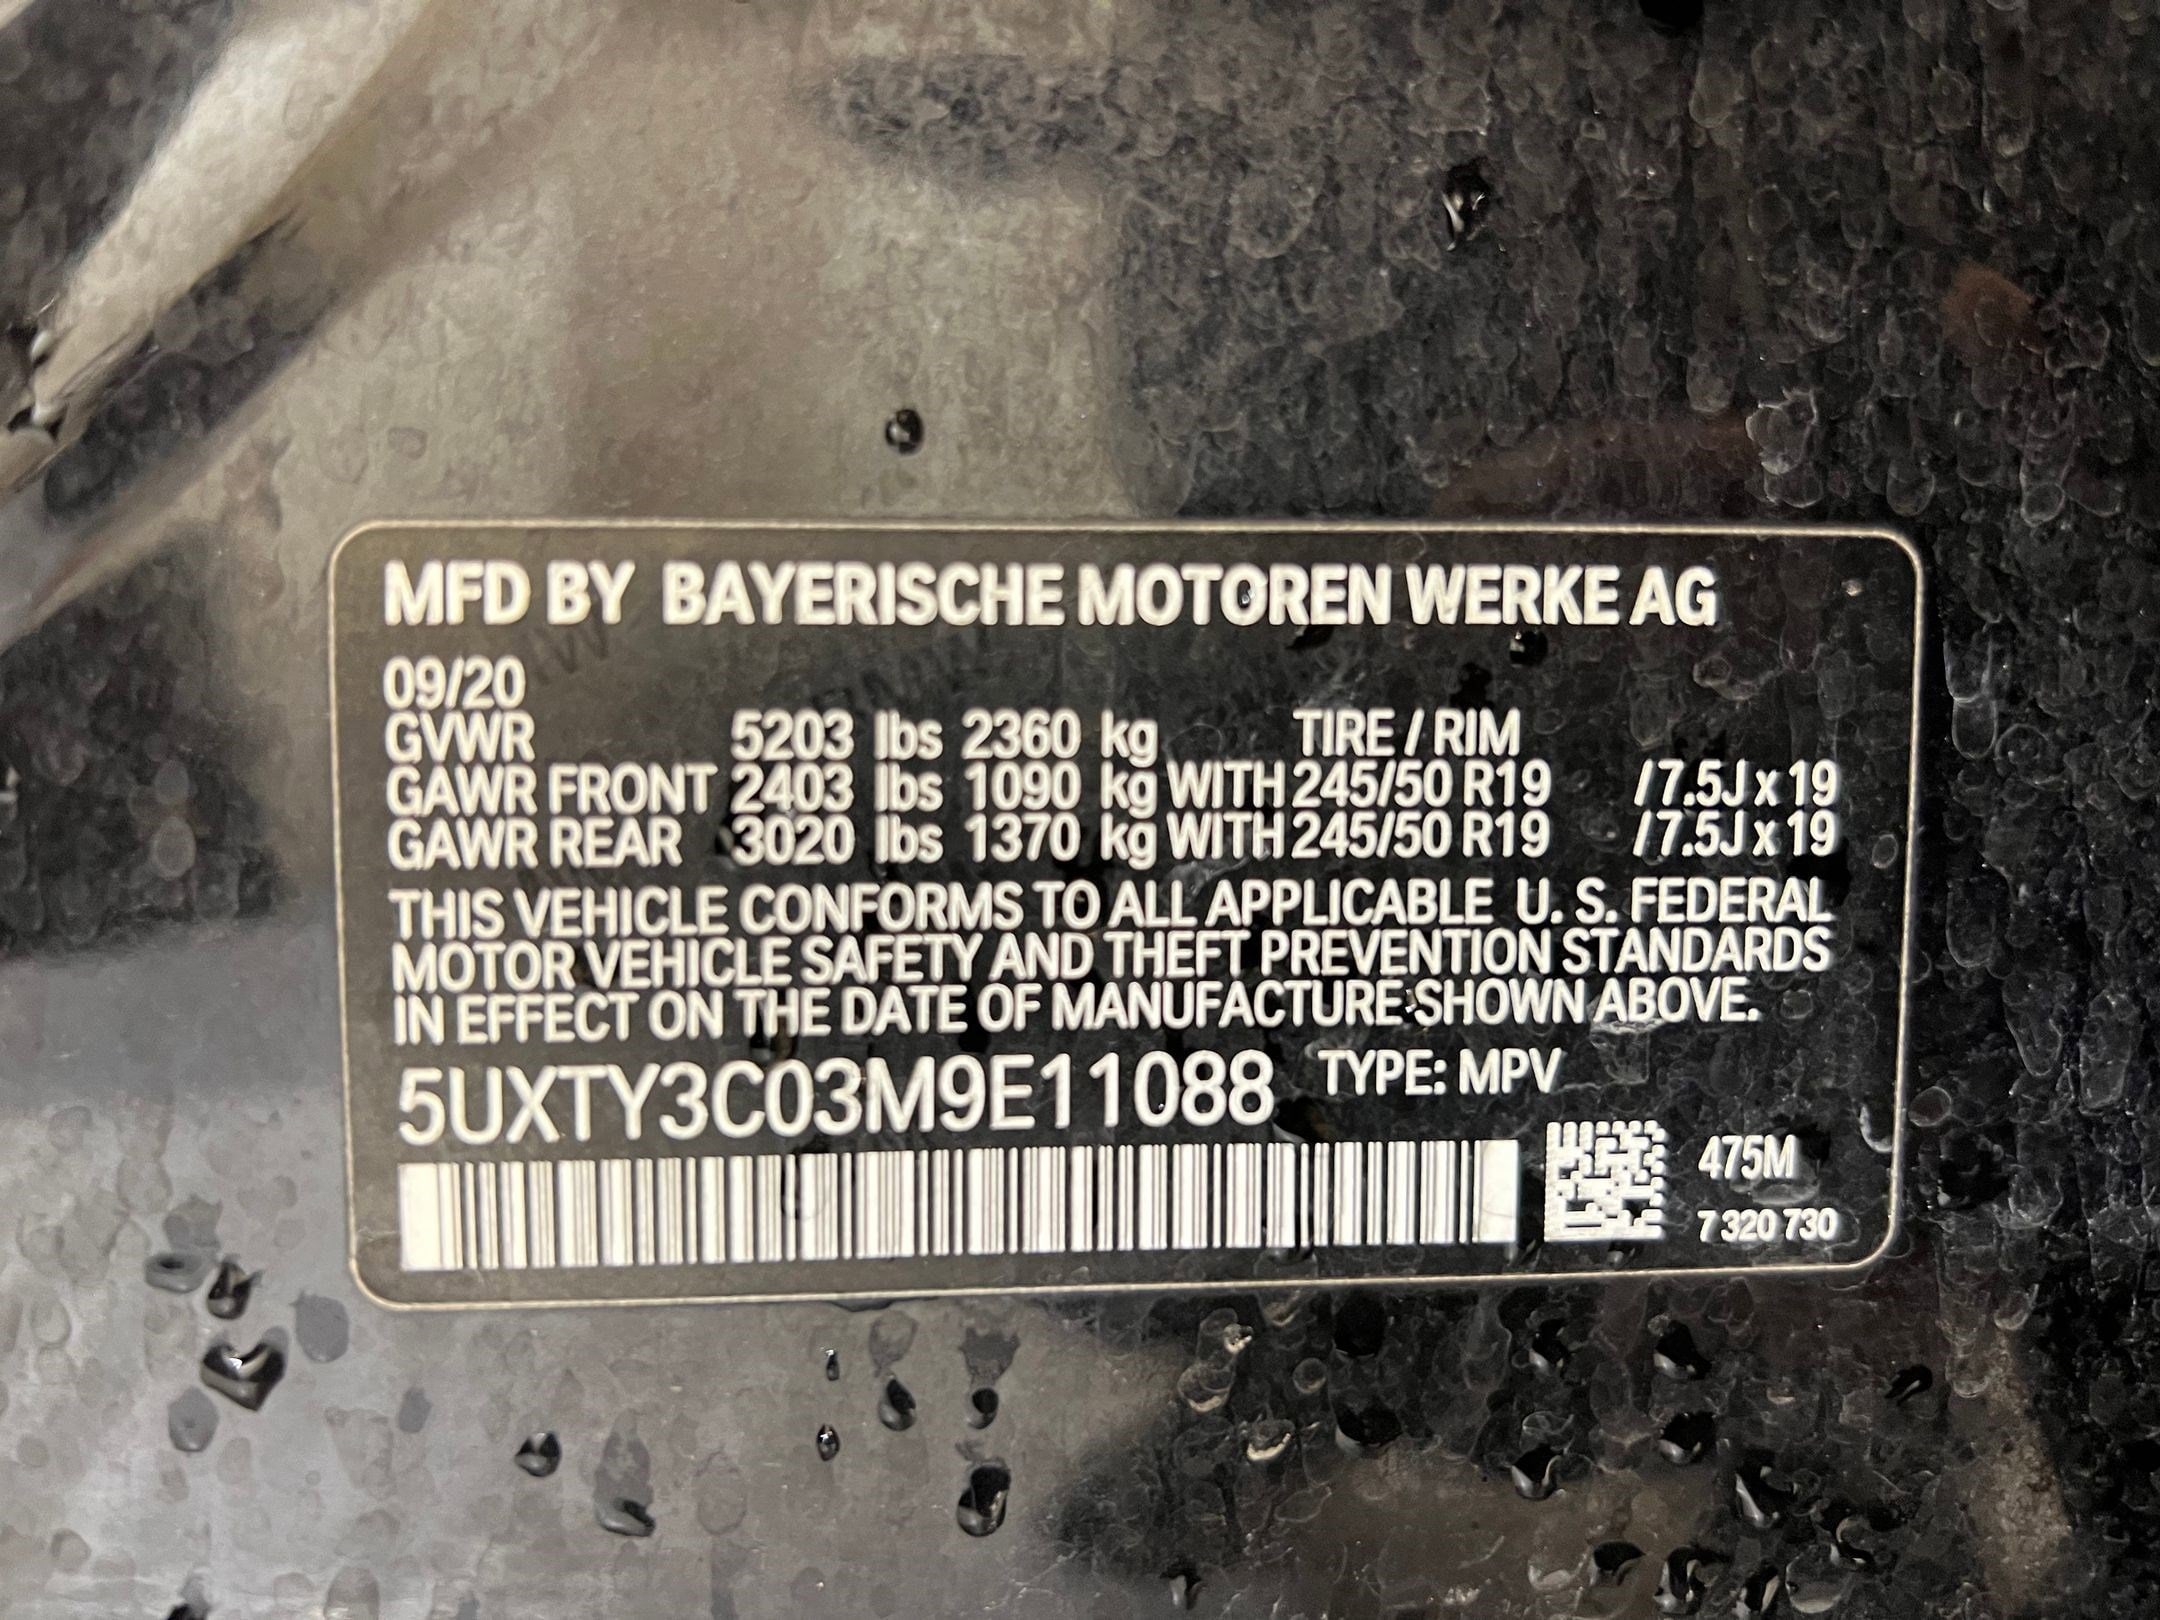 MFD BY BAYERISCHE MOTOREN WERKE AG
09/20
GVWR 5203 lbs 2360 kg TIRE / RIM
GAWR FRONT 2403 lbs 1090 kg WITH 245/50 R19 / 7.5J x 19
GAWR REAR 3020 lbs 1370 kg WITH 245/50 R19 / 7.5J x 19
THIS VEHICLE CONFORMS TO ALL APPLICABLE U. S. FEDERAL
MOTOR VEHICLE SAFETY AND THEFT PREVENTION STANDARDS
IN EFFECT ON THE DATE OF MANUFACTURE SHOWN ABOVE.
5UXTY3C03M9E11088 TYPE: MPV
475M
7 320 730